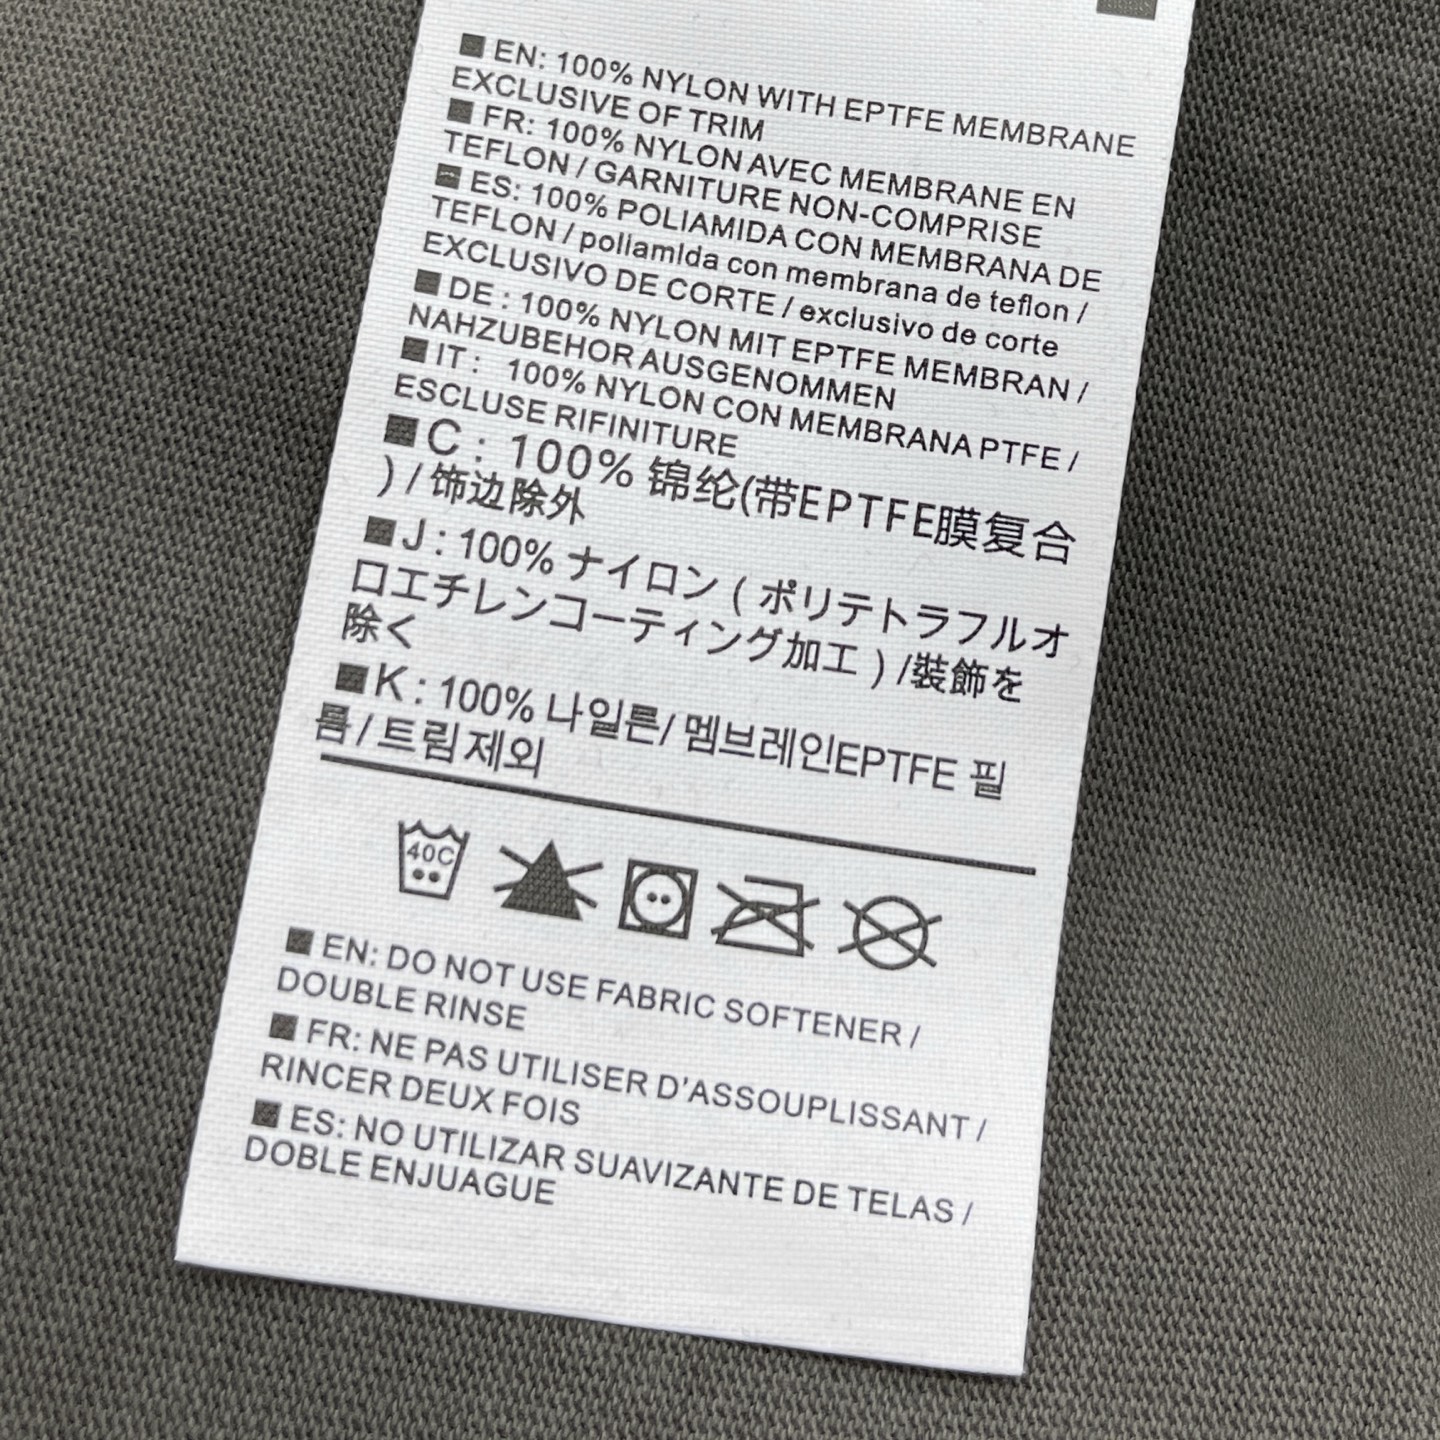 EN: 100% NYLON WITH EPTFE MEMBRANE
EXCLUSIVE OF TRIM
FR: 100% NYLON AVEC MEMBRANE EN
TEFLON / GARNITURE NON-COMPRISE
ES: 100% POLIAMIDA CON MEMBRANA DE
TEFLON / poliamlda con membrana de teflon /
EXCLUSIVO DE CORTE / exclusivo de corte
DE : 100% NYLON MIT EPTFE MEMBRAN /
NAHZUBEHOR AUSGENOMMEN
IT : 100% NYLON CON MEMBRANA PTFE /
ESCLUSE RIFINITURE
C : 100% 锦纶(带EPTFE膜复合
) / 饰边除外
J : 100% ナイロン ( ポリテトラフルオ
ロエチレンコーティング加工 ) /装飾を
除く
K : 100% 나일른/ 멤브레인EPTFE 필
름/트림제외
40C
EN: DO NOT USE FABRIC SOFTENER /
DOUBLE RINSE
FR: NE PAS UTILISER D'ASSOUPLISSANT /
RINCER DEUX FOIS
ES: NO UTILIZAR SUAVIZANTE DE TELAS /
DOBLE ENJUAGUE